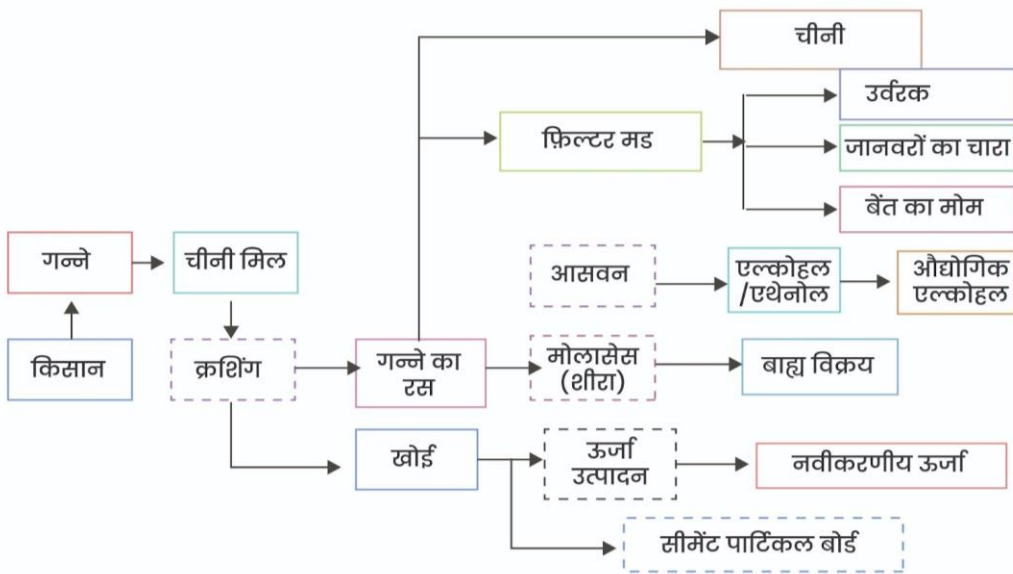 चीनी
उर्वरक
फ़िल्टर मड
जानवरों का चारा
बेंत का मोम
गन्ने
चीनी मिल
आसवन
एल्कोहल
/एथेनोल
औद्योगिक
एल्कोहल
किसान
क्रशिंग
गन्ने का
रस
मोलासेस
(शीरा)
बाह्य विक्रय
खोई
ऊर्जा
उत्पादन
नवीकरणीय ऊर्जा
सीमेंट पार्टिकल बोर्ड